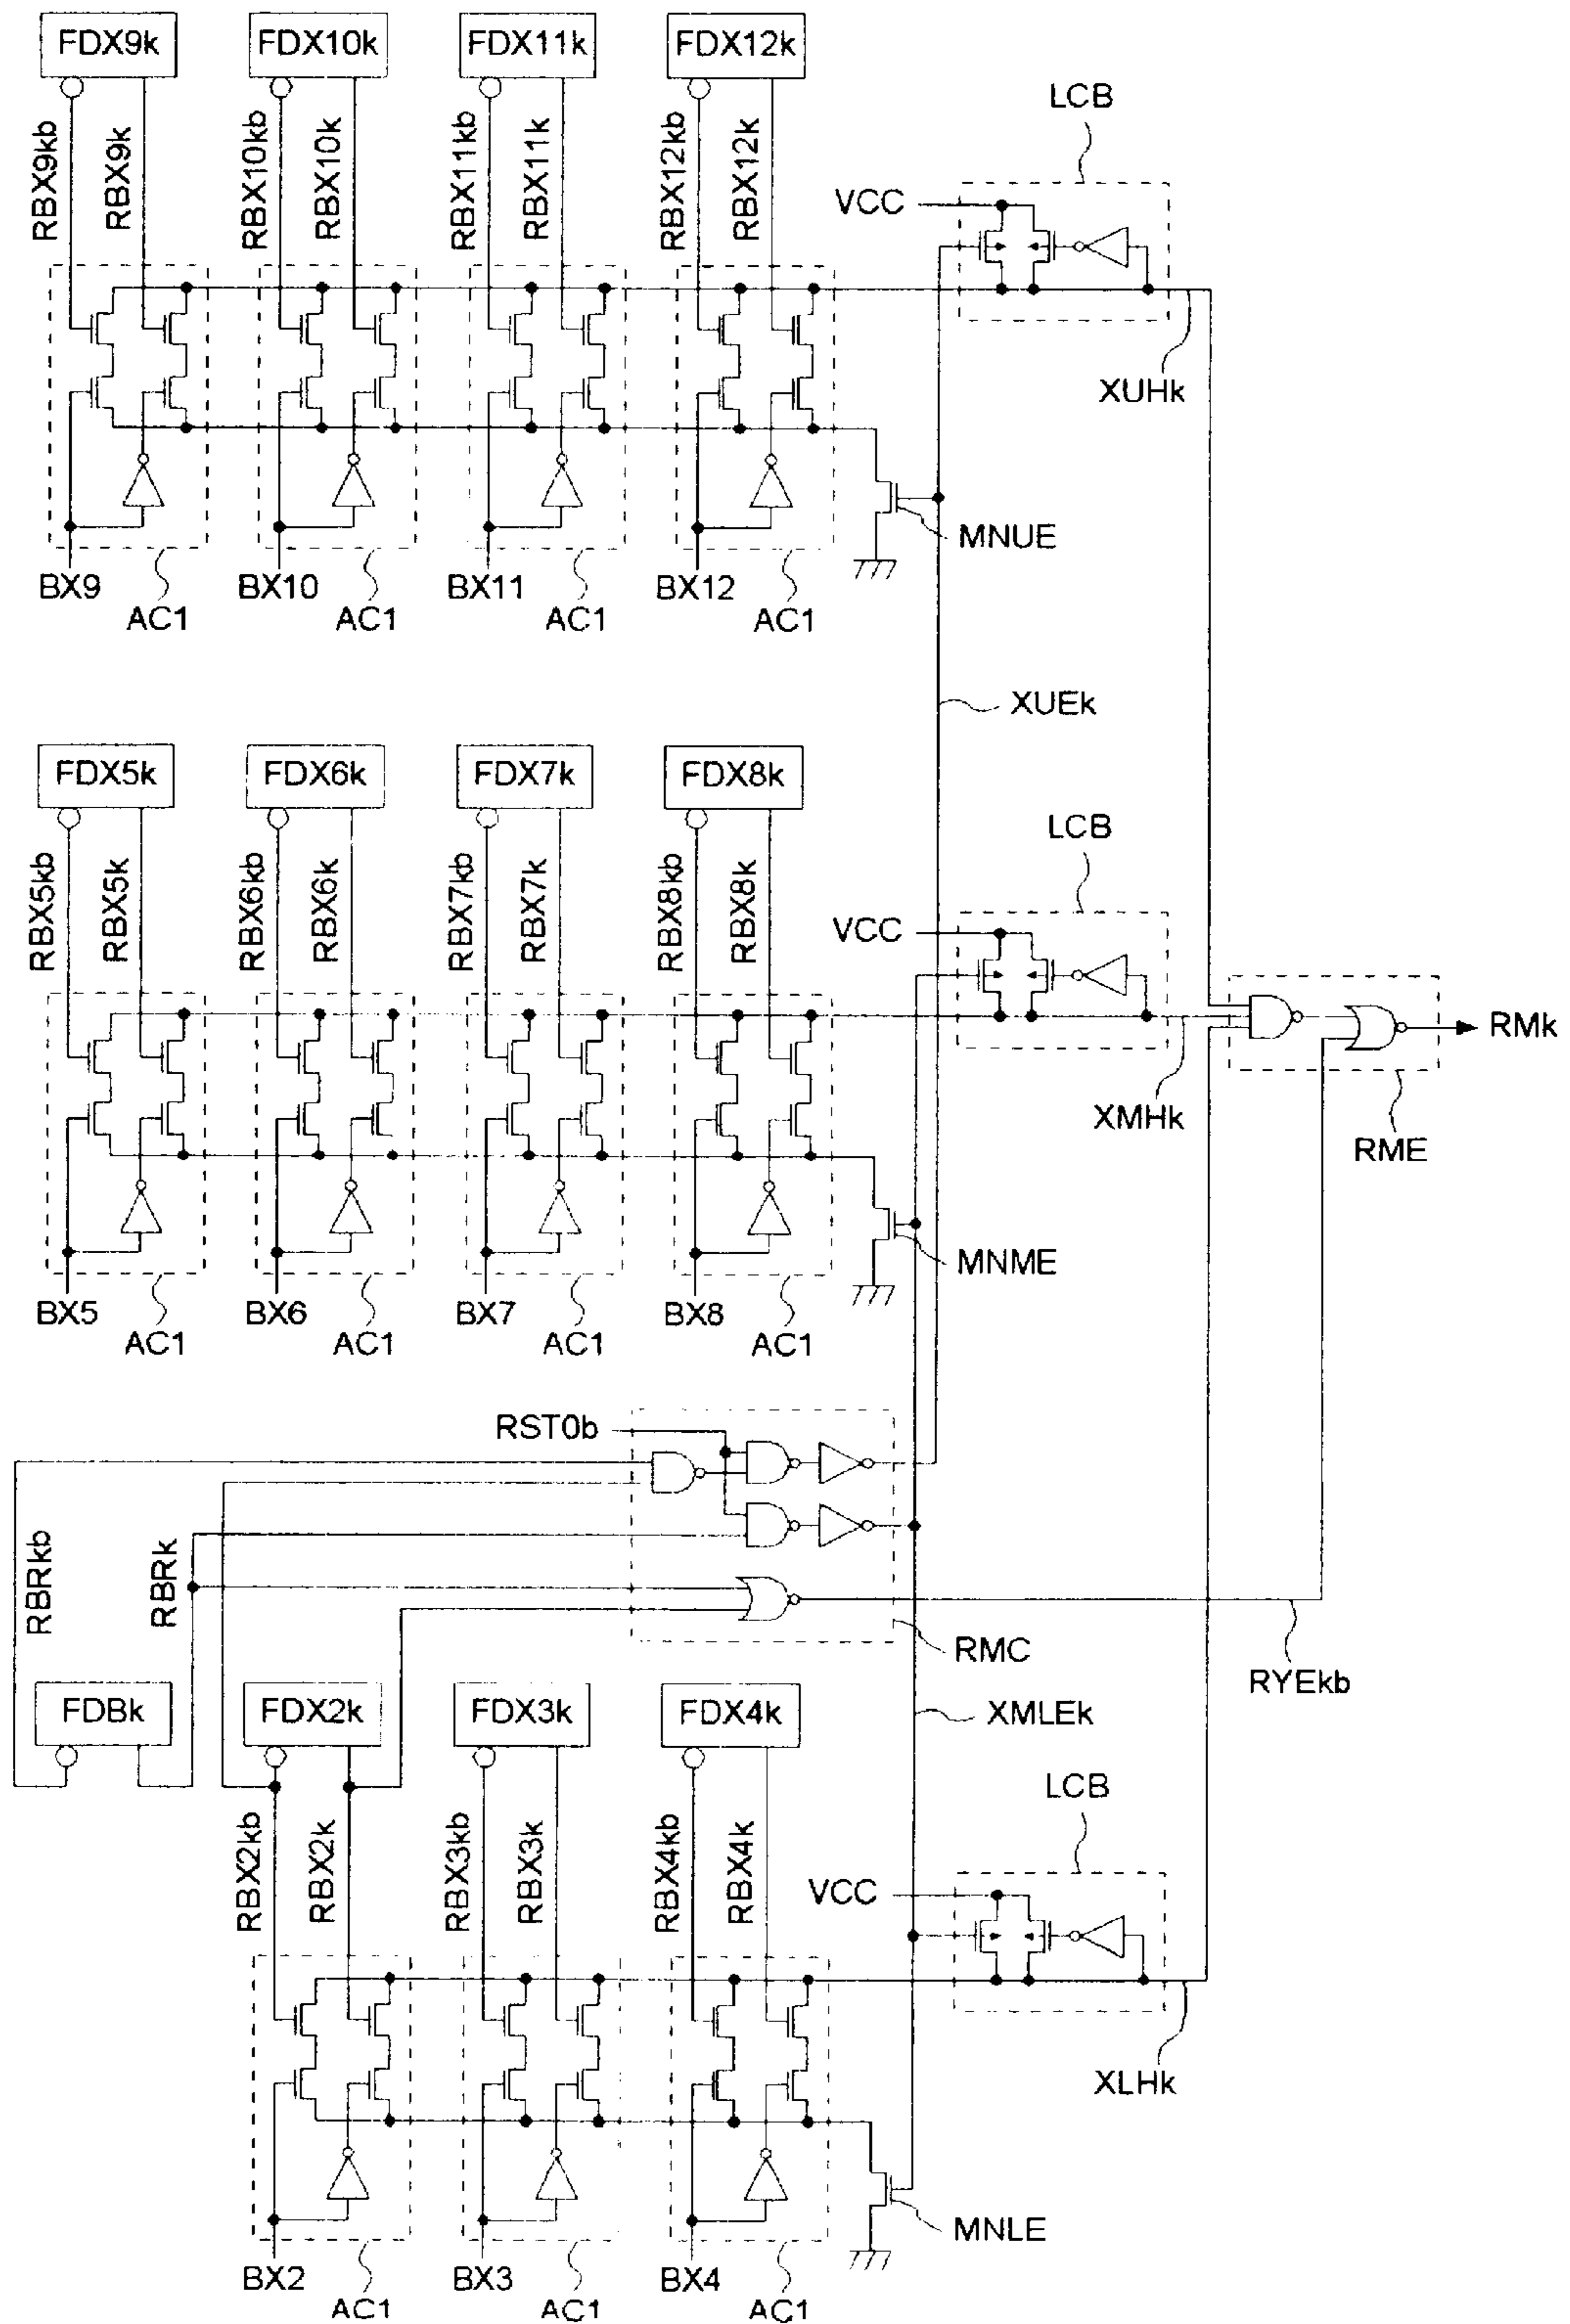 FDX9k FDX10k FDX11k FDX12k
LCB
RBX9kb RBX9k RBX10kb RBX10k RBX11kb RBX11k RBX12kb RBX12k
VCC
XUHk
MNUE
BX9 BX10 BX11 BX12
AC1 AC1 AC1 AC1
XUEk
FDX5k FDX6k FDX7k FDX8k
LCB
RBX5kb RBX5k RBX6kb RBX6k RBX7kb RBX7k RBX8kb RBX8k
VCC
RMk
XMHk
RME
MNME
BX5 BX6 BX7 BX8
AC1 AC1 AC1 AC1
RST0b
RBRkb RBRk
RMC
RYEkb
FDBk FDX2k FDX3k FDX4k
XMLEk
LCB
RBX2kb RBX2k RBX3kb RBX3k RBX4kb RBX4k
VCC
XLHk
MNLE
BX2 BX3 BX4
AC1 AC1 AC1